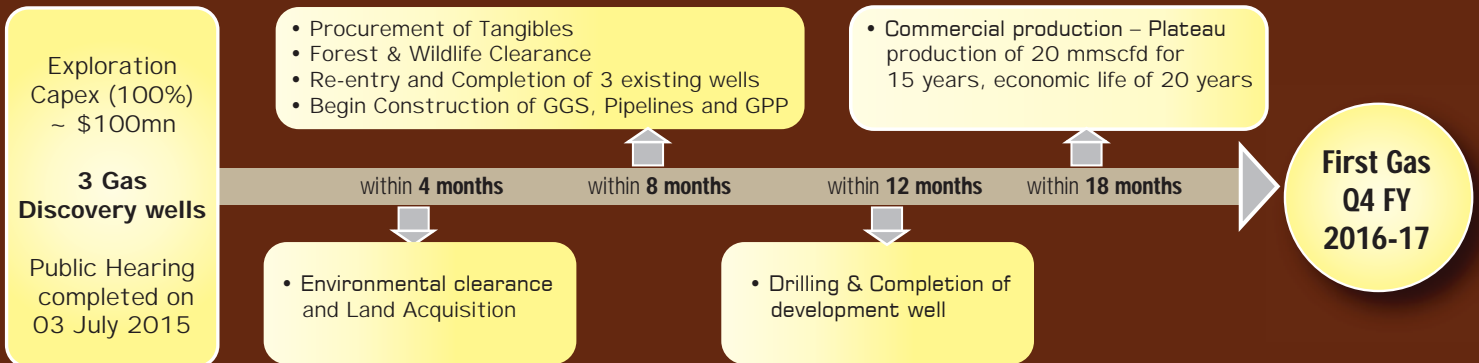 Exploration
Capex (100%)
~ $100mn
3 Gas
Discovery wells
Public Hearing
completed on
03 July 2015
• Procurement of Tangibles
• Forest & Wildlife Clearance
• Re-entry and Completion of 3 existing wells
• Begin Construction of GGS, Pipelines and GPP
• Commercial production – Plateau
production of 20 mmscfd for
15 years, economic life of 20 years
within 4 months
within 8 months
within 12 months
within 18 months
• Environmental clearance
and Land Acquisition
• Drilling & Completion of
development well
First Gas
Q4 FY
2016-17